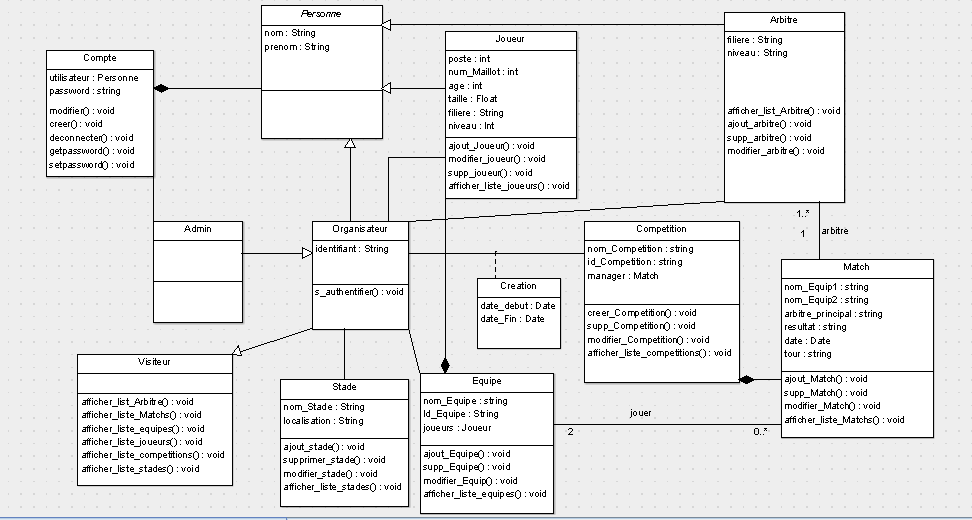 Personne
nom : String
prenom : String
Arbitre
filiere : String
niveau : String
afficher_list_Arbitre() : void
ajout_arbitre() : void
supp_arbitre() : void
modifier_arbitre() : void
Joueur
poste : int
num_Maillot : int
age : int
taille : Float
filiere : String
niveau : Int
ajout_Joueur() : void
modifier_joueur() : void
supp_joueur() : void
afficher_liste_joueurs() : void
Compte
utilisateur : Personne
password : string
modifier() : void
creer() : void
deconnecter() : void
getpassword() : void
setpassword() : void
Admin
Organisateur
identifiant : String
s_authentifier() : void
Competition
nom_Competition : string
id_Competition : string
manager : Match
creer_Competition() : void
supp_Competition() : void
modifier_Competition() : void
afficher_liste_competitions() : void
1..*
1
arbitre
Match
nom_Equip1 : string
nom_Equip2 : string
arbitre_principal : string
resultat : string
date : Date
tour : string
ajout_Match() : void
supp_Match() : void
modifier_Match() : void
afficher_liste_Matchs() : void
Creation
date_debut : Date
date_Fin : Date
Visiteur
afficher_list_Arbitre() : void
afficher_liste_Matchs() : void
afficher_liste_equipes() : void
afficher_liste_joueurs() : void
afficher_liste_competitions() : void
afficher_liste_stades() : void
Stade
nom_Stade : String
localisation : String
ajout_stade() : void
supprimer_stade() : void
modifier_stade() : void
afficher_liste_stades() : void
Equipe
nom_Equipe : string
Id_Equipe : String
joueurs : Joueur
ajout_Equipe() : void
supp_Equipe() : void
modifier_Equip() : void
afficher_liste_equipes() : void
jouer
2
0..*